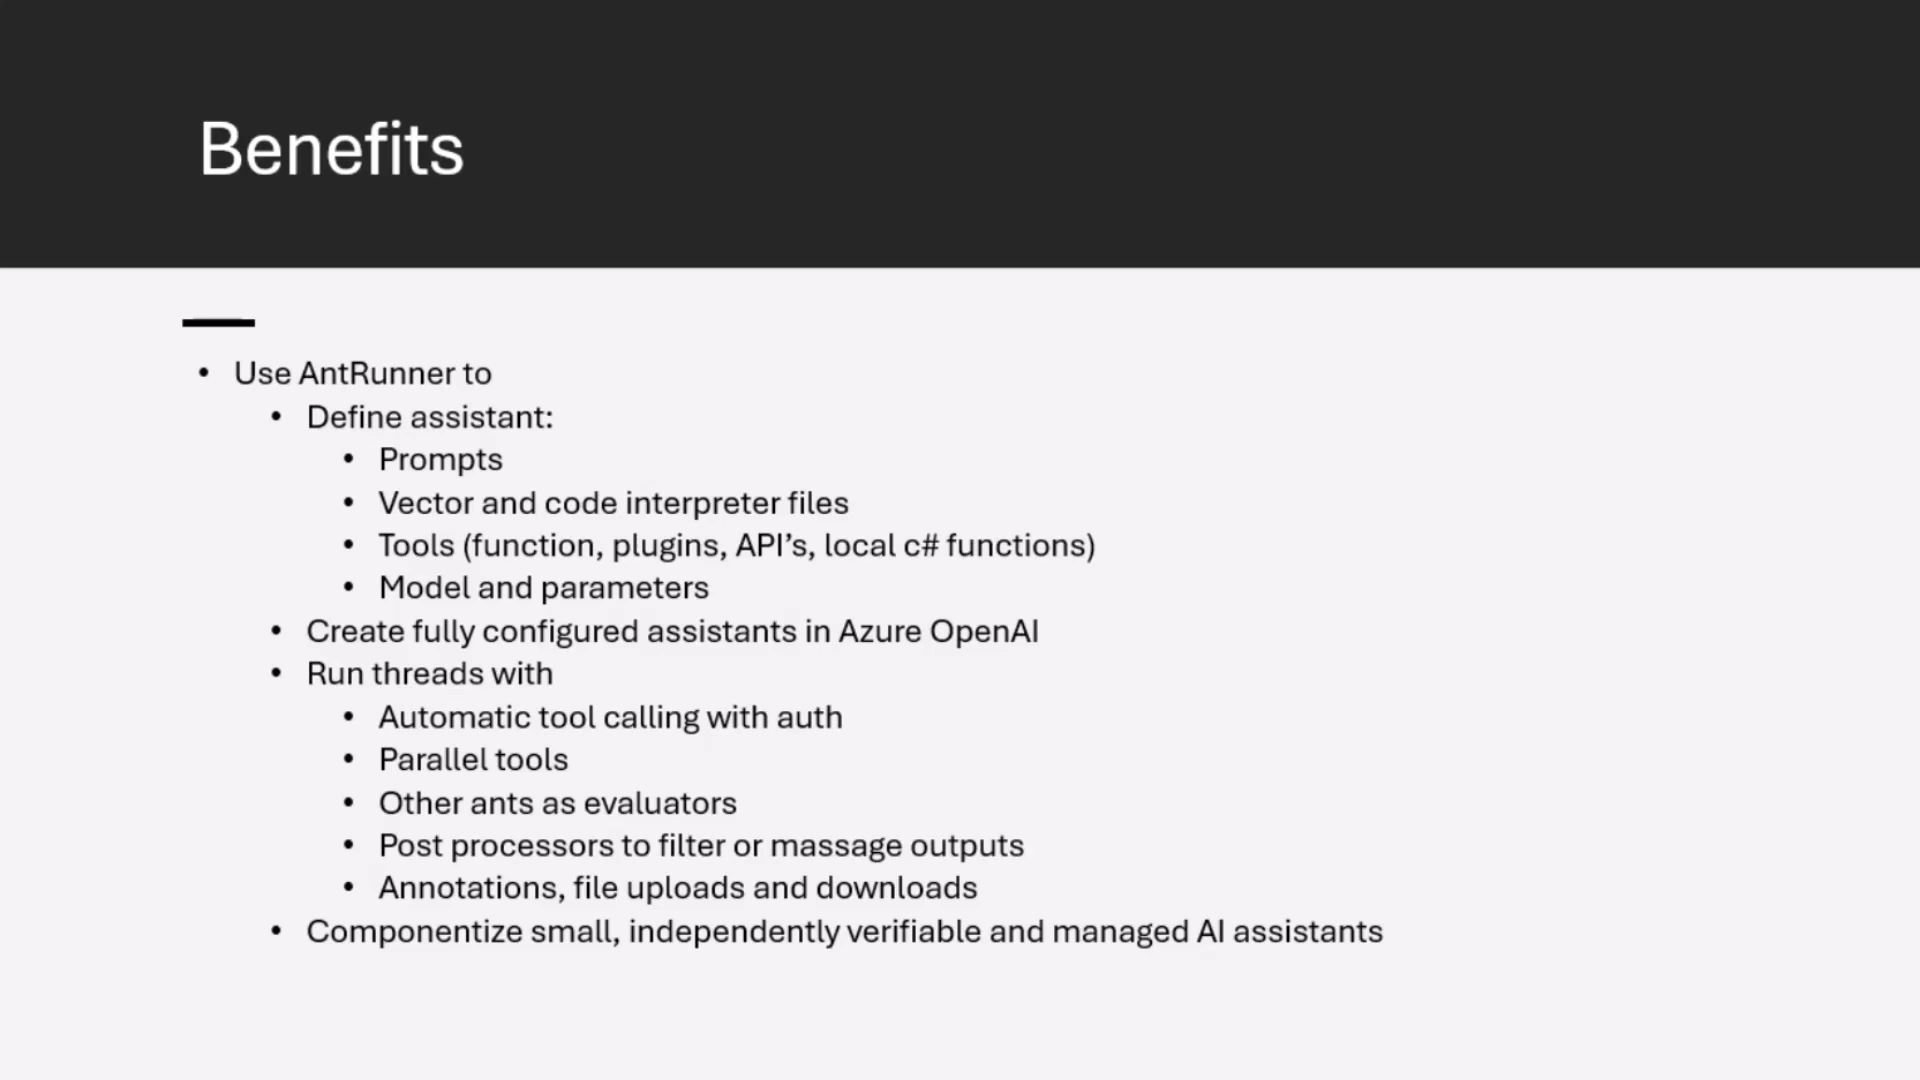 Benefits
• Use AntRunner to
• Define assistant:
• Prompts
• Vector and code interpreter files
• Tools (function, plugins, API’s, local c# functions)
• Model and parameters
• Create fully configured assistants in Azure OpenAI
• Run threads with
• Automatic tool calling with auth
• Parallel tools
• Other ants as evaluators
• Post processors to filter or massage outputs
• Annotations, file uploads and downloads
• Componentize small, independently verifiable and managed AI assistants